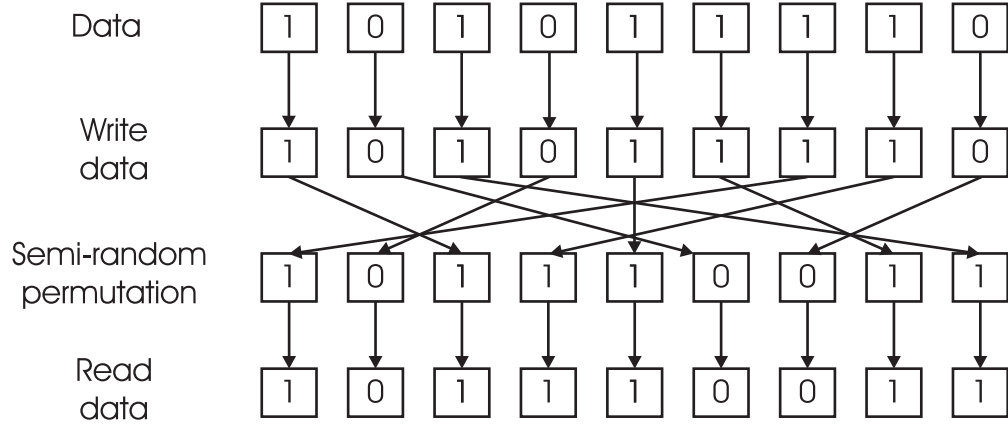 Data 1 0 1 0 1 1 1 1 0
Write
data 1 0 1 0 1 1 1 1 0
Semi-random
permutation 1 0 1 1 1 0 0 1 1
Read
data 1 0 1 1 1 0 0 1 1